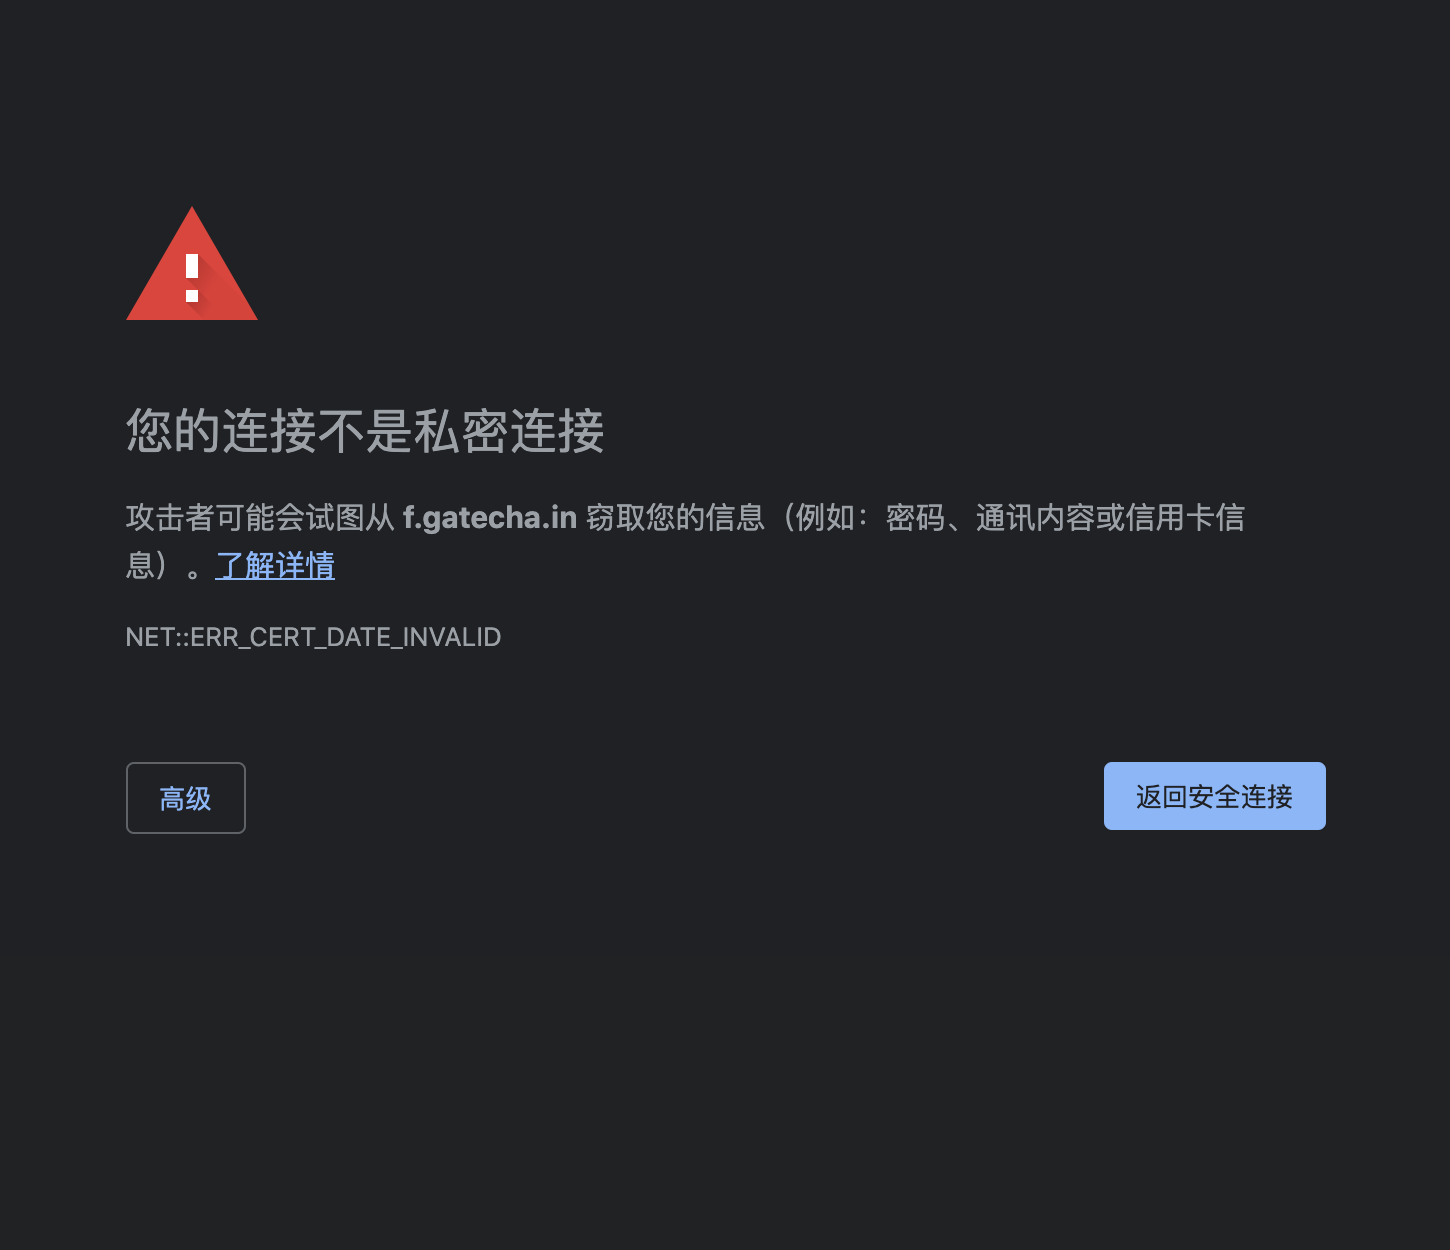 您的连接不是私密连接
攻击者可能会试图从 f.gatecha.in 窃取您的信息（例如：密码、通讯内容或信用卡信
息）。了解详情
NET::ERR_CERT_DATE_INVALID
高级
返回安全连接